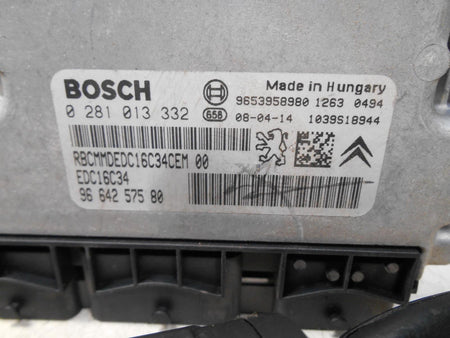 BOSCH
Made in Hungary
9653958980 1263 0494
0 281 013 332
658
08-04-14
1039S18944
RBCMMDEDC16C34CEM 00
EDC16C34
96 642 575 80